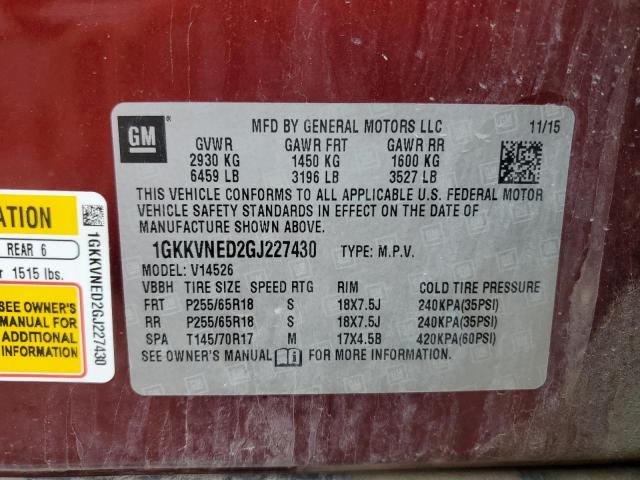 GM
MFD BY GENERAL MOTORS LLC 11/15
GVWR GAWR FRT GAWR RR
2930 KG 1450 KG 1600 KG
6459 LB 3196 LB 3527 LB
THIS VEHICLE CONFORMS TO ALL APPLICABLE U.S. FEDERAL MOTOR
VEHICLE SAFETY STANDARDS IN EFFECT ON THE DATE OF
MANUFACTURE SHOWN ABOVE.
1GKKVNED2GJ227430 TYPE: M.P.V.
MODEL: V14526
VBBH TIRE SIZE SPEED RTG RIM COLD TIRE PRESSURE
FRT P255/65R18 S 18X7.5J 240KPA(35PSI)
RR P255/65R18 S 18X7.5J 240KPA(35PSI)
SPA T145/70R17 M 17X4.5B 420KPA(60PSI)
SEE OWNER'S MANUAL FOR MORE INFORMATION.
ATION
REAR 6
r 1515 lbs.
SEE OWNER'S
MANUAL FOR
ADDITIONAL
INFORMATION
1GKKVNED2GJ227430